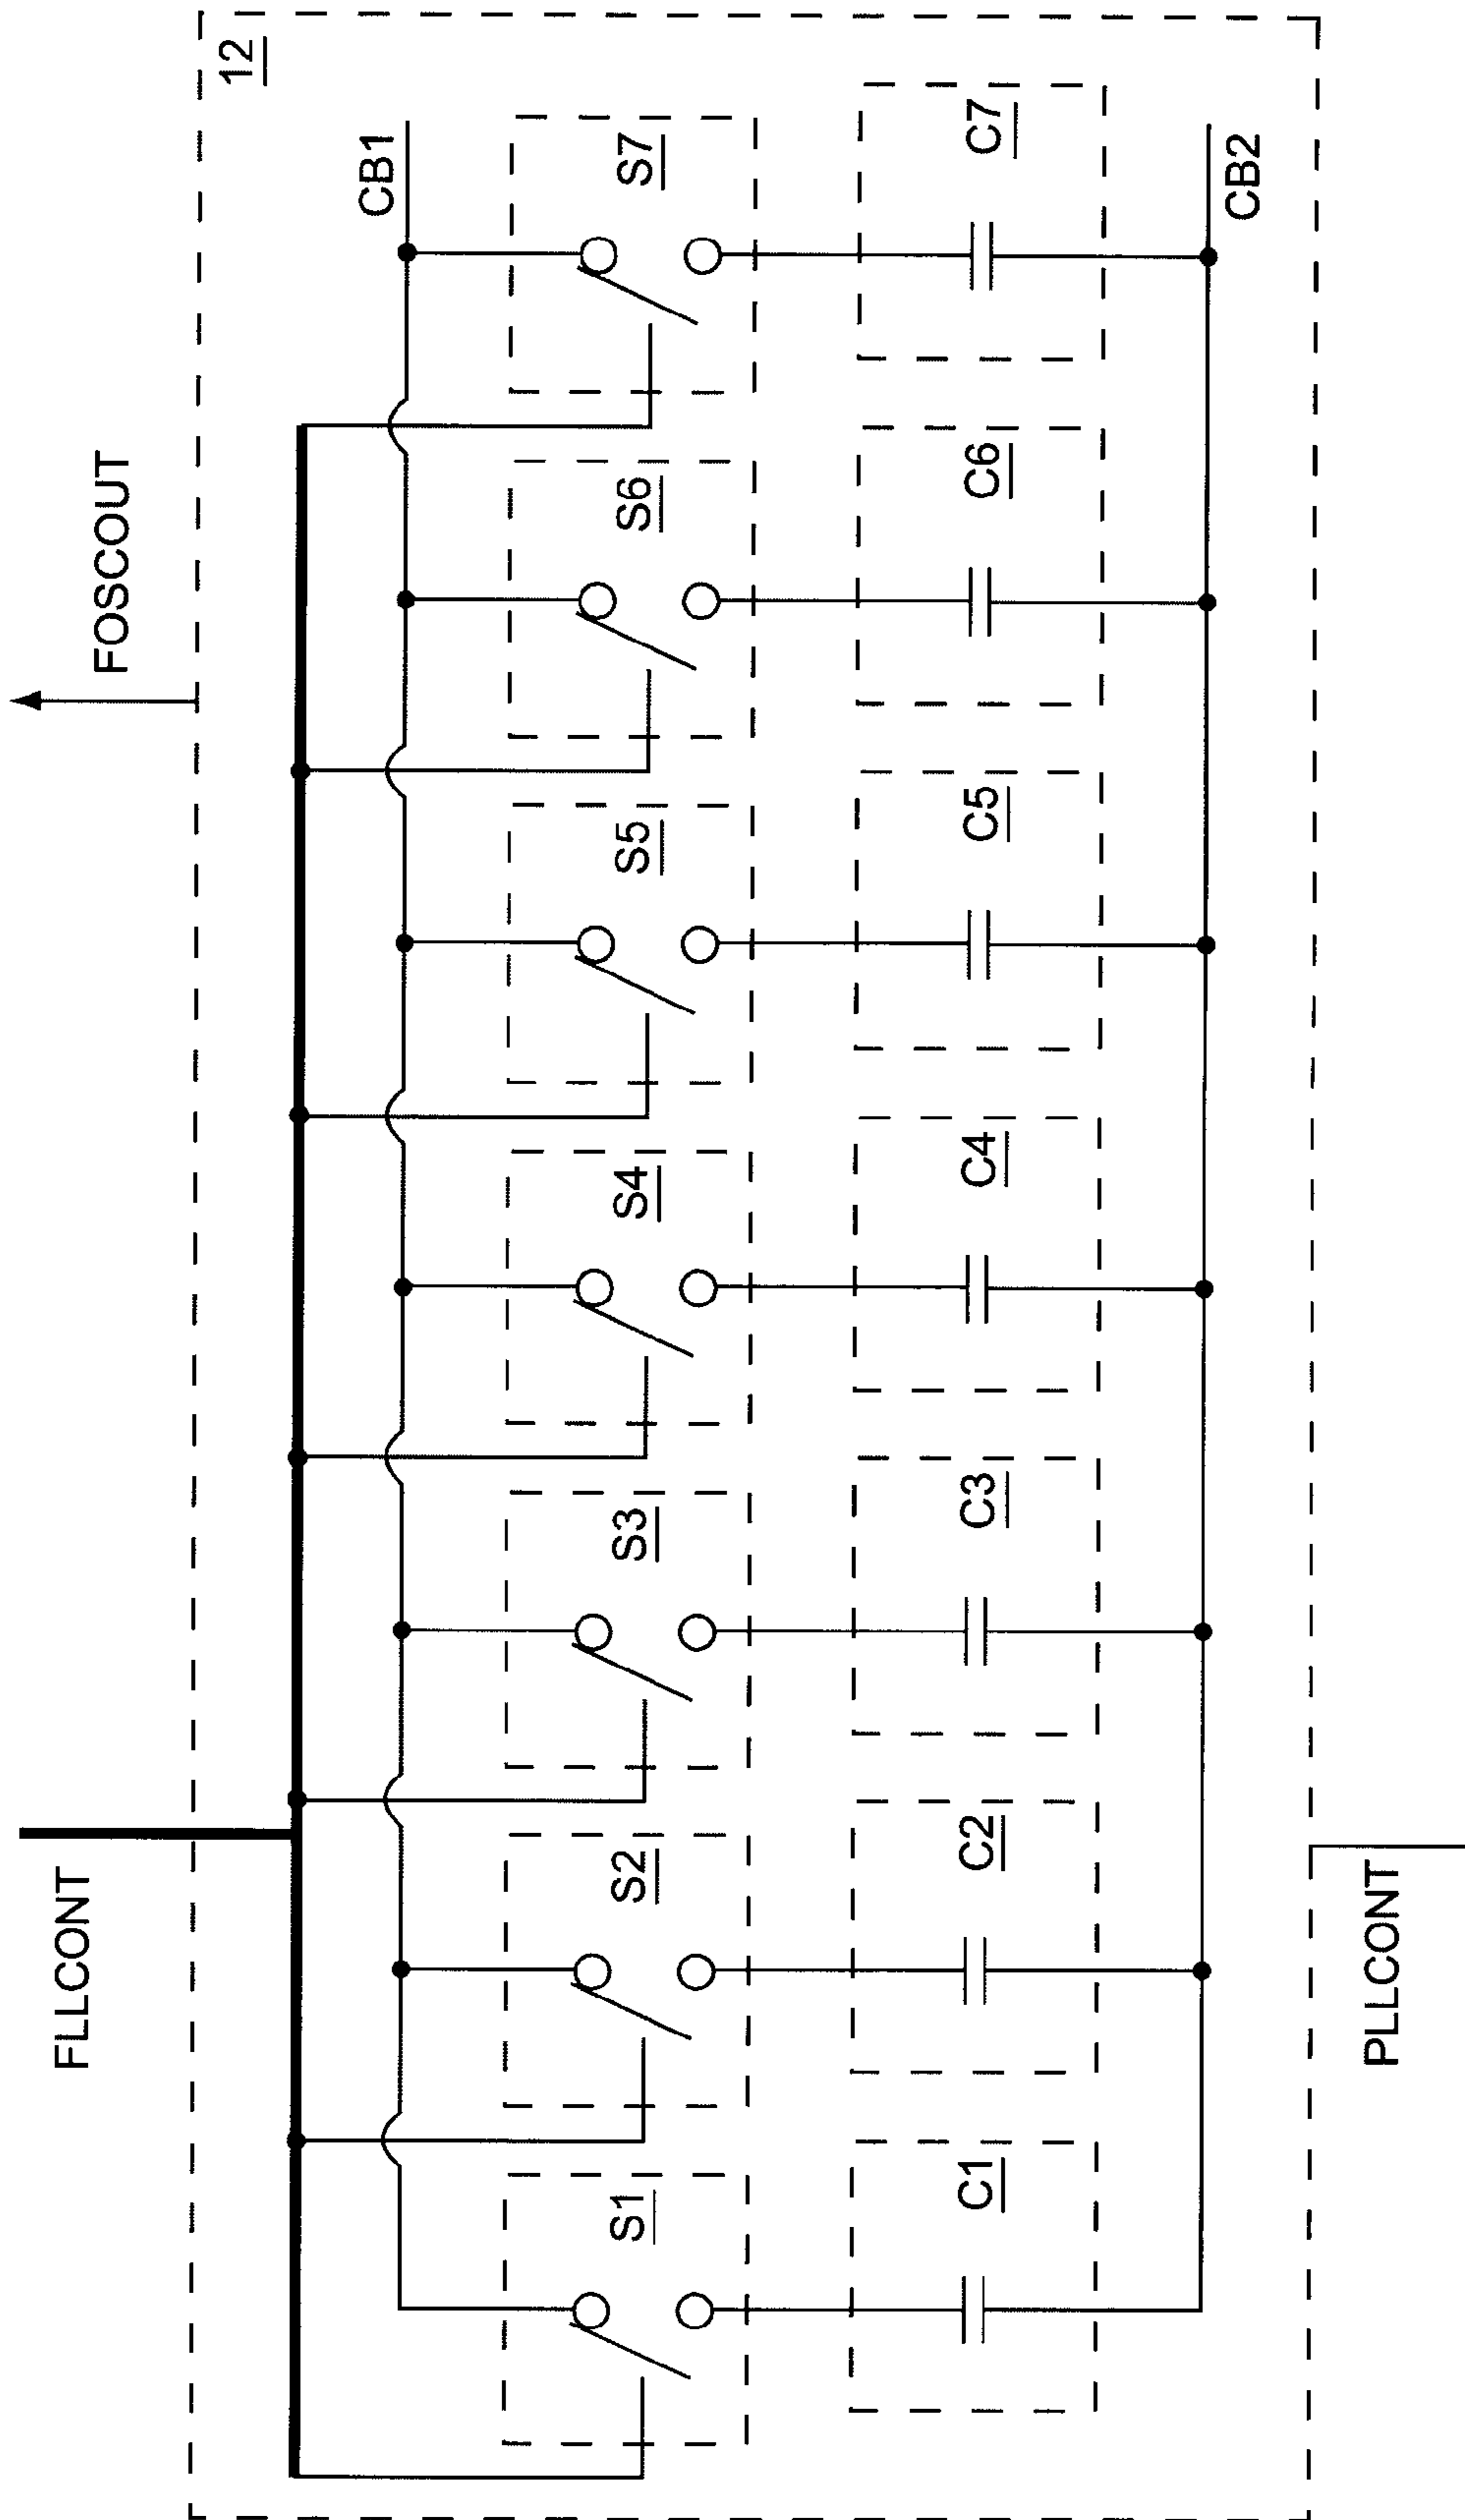 FLLCONT
FOSCOUT
12
CB1
S1
S2
S3
S4
S5
S6
S7
C1
C2
C3
C4
C5
C6
C7
CB2
PLLCONT